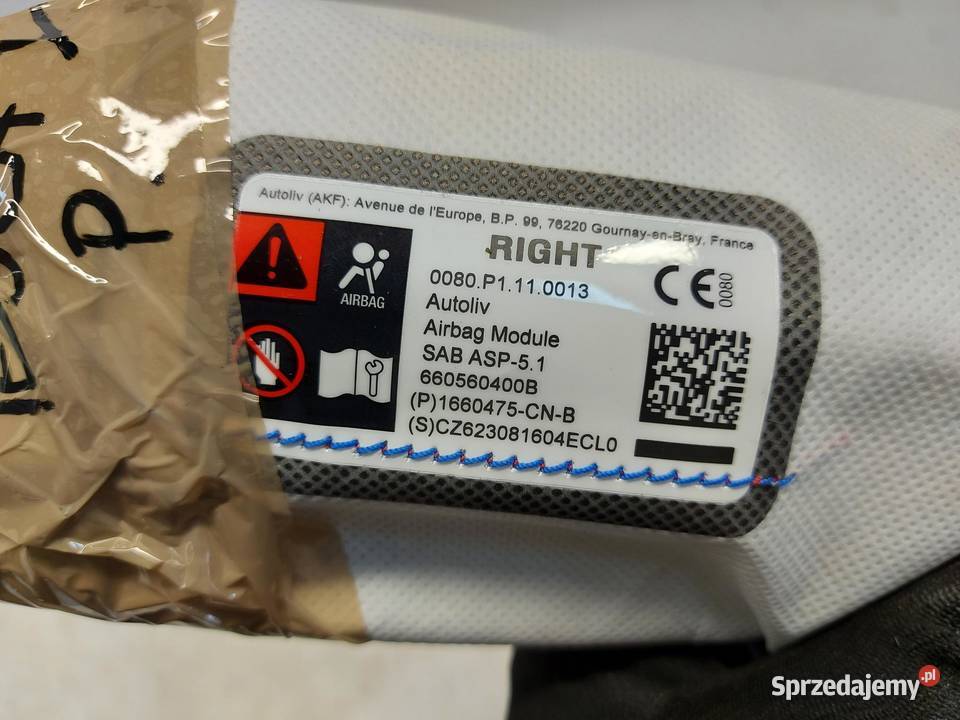 P
Autoliv (AKF): Avenue de l'Europe, B.P. 99, 76220 Gournay-en-Bray, France
RIGHT
0080.P1.11.0013
Autoliv
Airbag Module
SAB ASP-5.1
660560400B
(P)1660475-CN-B
(S)CZ623081604ECL0
AIRBAG
CE 0080
Sprzedajemy.pl